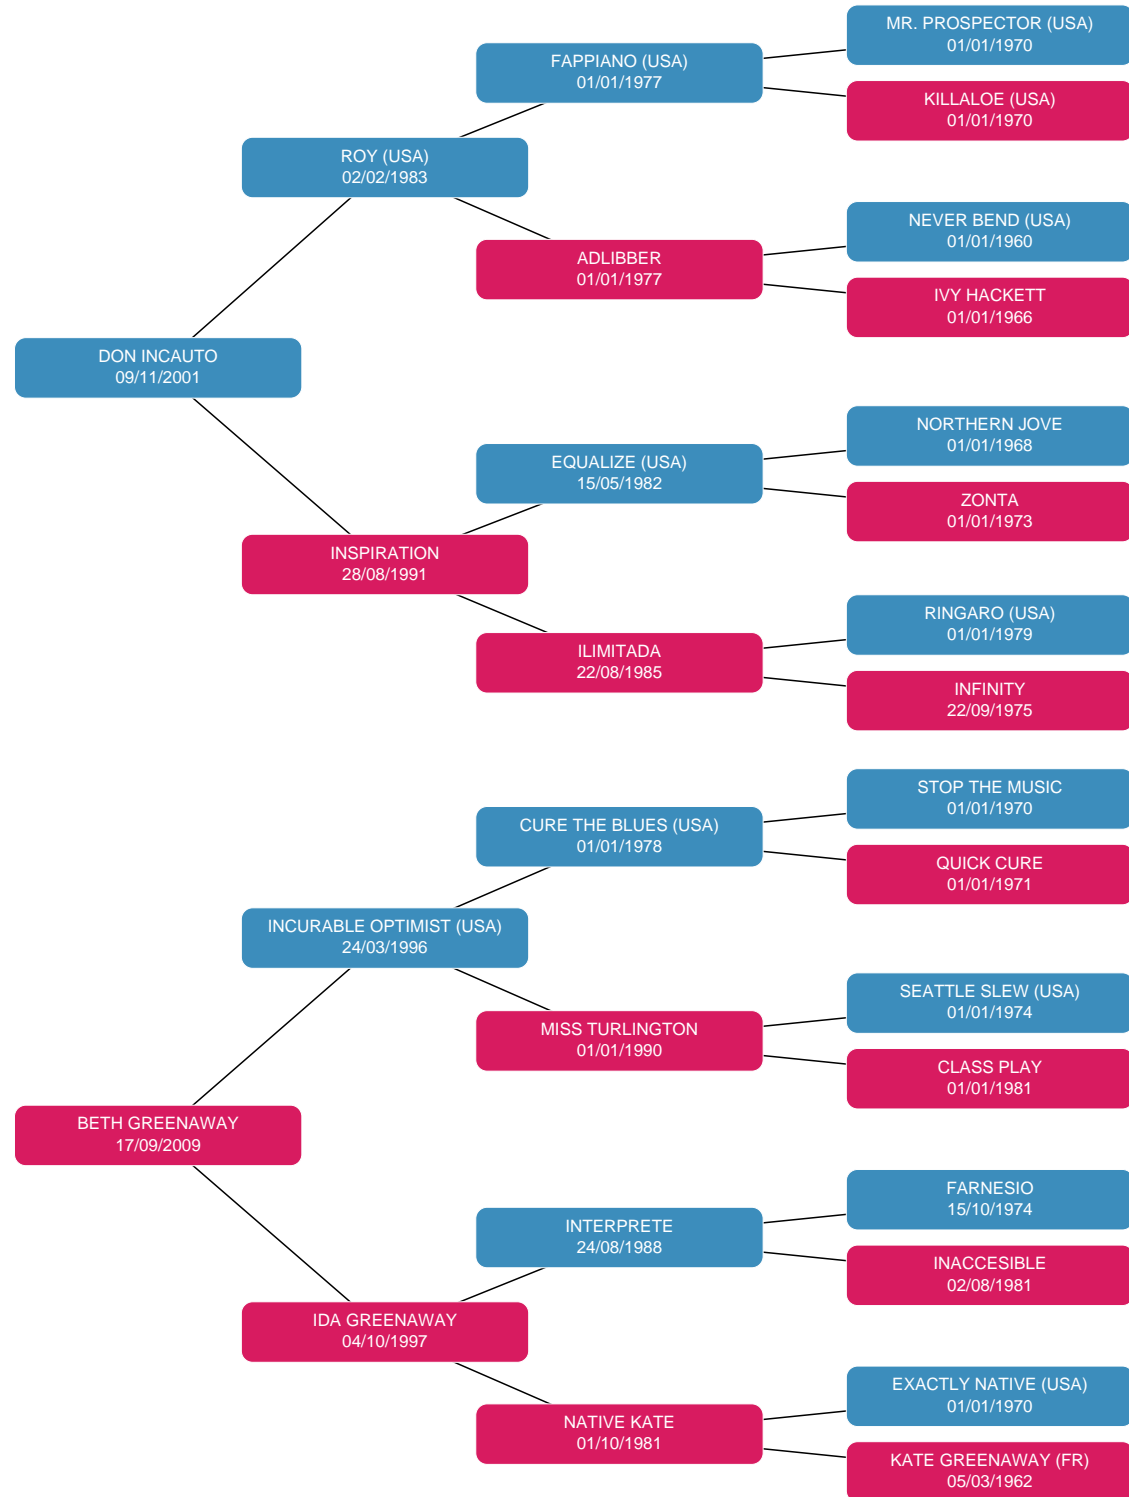 MR. PROSPECTOR (USA)
01/01/1970
FAPPIANO (USA)
01/01/1977
KILLALOE (USA)
01/01/1970
ROY (USA)
02/02/1983
NEVER BEND (USA)
01/01/1960
ADLIBBER
01/01/1977
IVY HACKETT
01/01/1966
DON INCAUTO
09/11/2001
NORTHERN JOVE
01/01/1968
EQUALIZE (USA)
15/05/1982
ZONTA
01/01/1973
INSPIRATION
28/08/1991
RINGARO (USA)
01/01/1979
ILIMITADA
22/08/1985
INFINITY
22/09/1975
STOP THE MUSIC
01/01/1970
CURE THE BLUES (USA)
01/01/1978
QUICK CURE
01/01/1971
INCURABLE OPTIMIST (USA)
24/03/1996
SEATTLE SLEW (USA)
01/01/1974
MISS TURLINGTON
01/01/1990
CLASS PLAY
01/01/1981
BETH GREENAWAY
17/09/2009
FARNESIO
15/10/1974
INTERPRETE
24/08/1988
INACCESIBLE
02/08/1981
IDA GREENAWAY
04/10/1997
EXACTLY NATIVE (USA)
01/01/1970
NATIVE KATE
01/10/1981
KATE GREENAWAY (FR)
05/03/1962